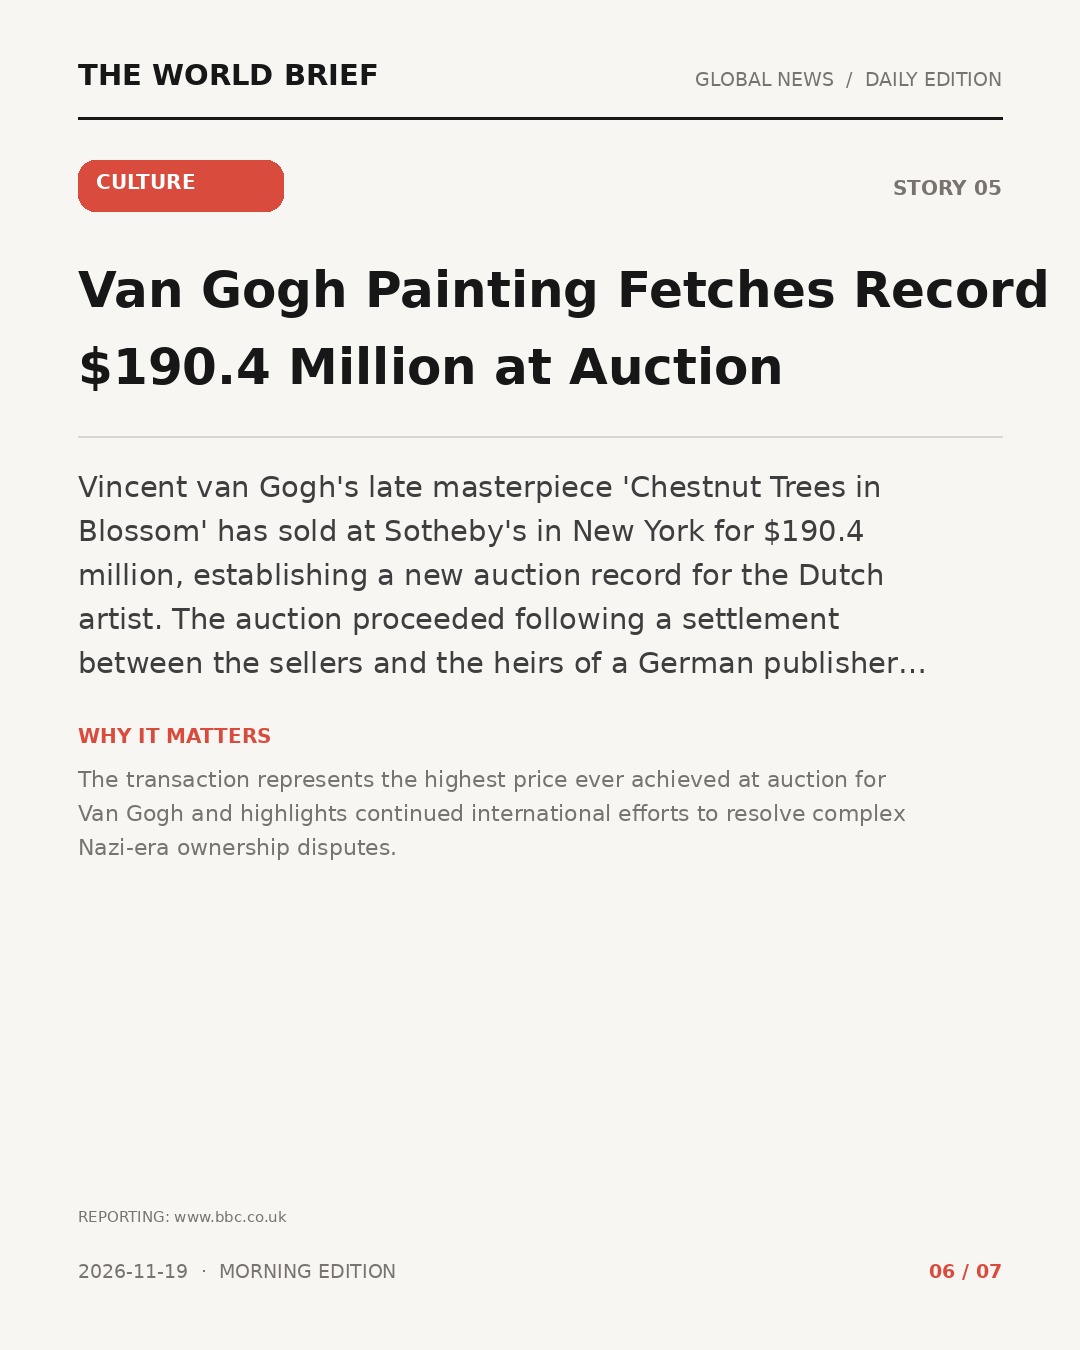 THE WORLD BRIEF
GLOBAL NEWS / DAILY EDITION
CULTURE
STORY 05
Van Gogh Painting Fetches Record
$190.4 Million at Auction
Vincent van Gogh's late masterpiece 'Chestnut Trees in
Blossom' has sold at Sotheby's in New York for $190.4
million, establishing a new auction record for the Dutch
artist. The auction proceeded following a settlement
between the sellers and the heirs of a German publisher...
WHY IT MATTERS
The transaction represents the highest price ever achieved at auction for
Van Gogh and highlights continued international efforts to resolve complex
Nazi-era ownership disputes.
REPORTING: www.bbc.co.uk
2026-11-19 · MORNING EDITION
06 / 07